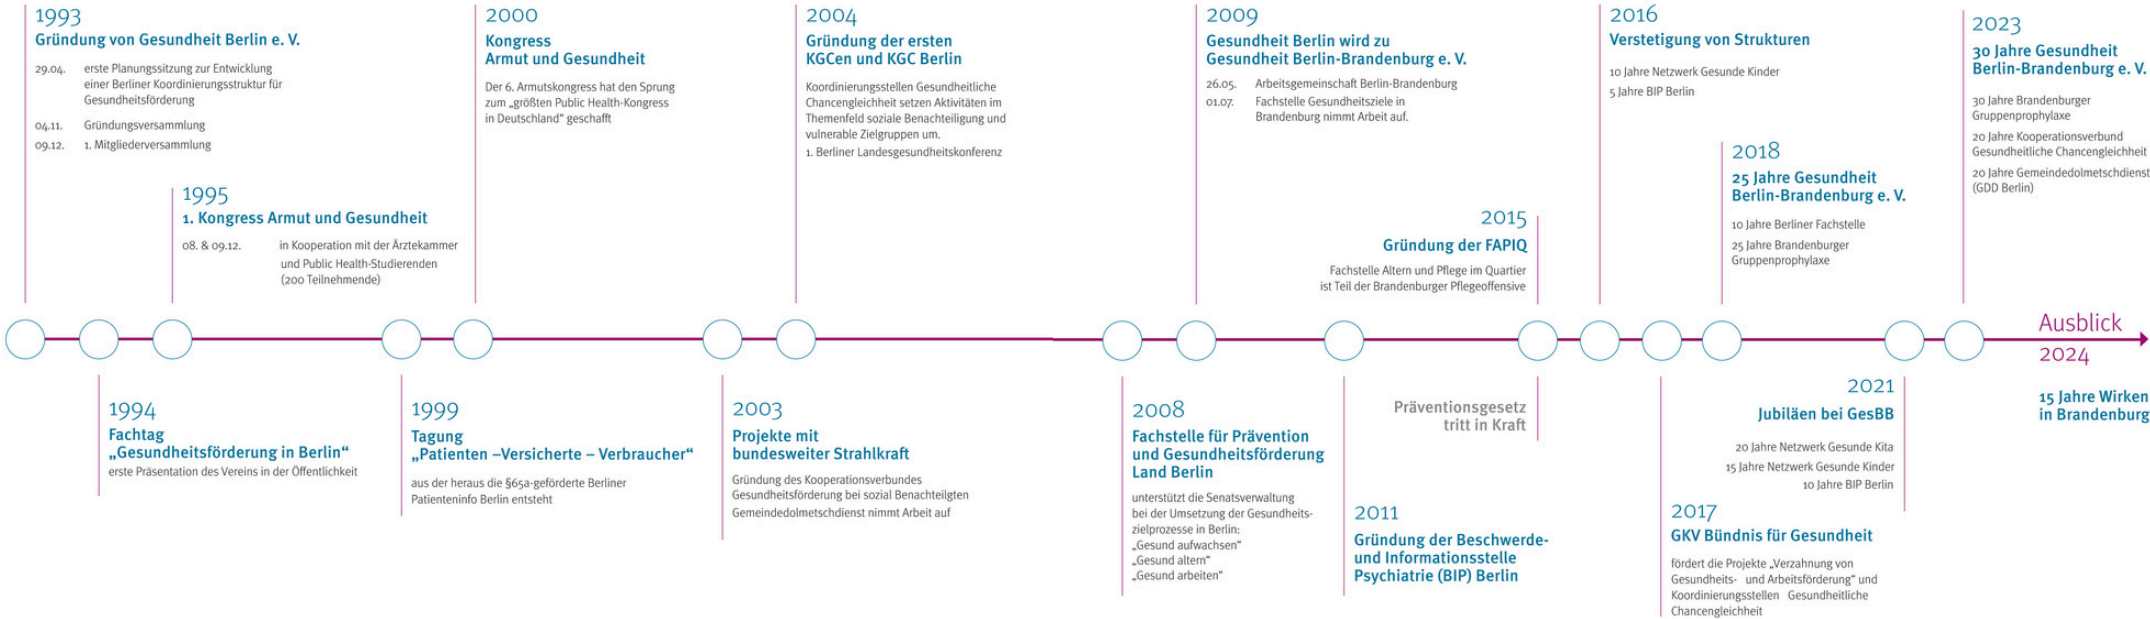 1993
Gründung von Gesundheit Berlin e. V.
29.04. erste Planungssitzung zur Entwicklung
einer Berliner Koordinierungsstruktur für
Gesundheitsförderung
04.11. Gründungsversammlung
09.12. 1. Mitgliederversammlung
1995
1. Kongress Armut und Gesundheit
08. & 09.12. in Kooperation mit der Ärztekammer
und Public Health-Studierenden
(200 Teilnehmende)
2000
Kongress
Armut und Gesundheit
Der 6. Armutskongress hat den Sprung
zum „größten Public Health-Kongress
in Deutschland“ geschafft
2004
Gründung der ersten
KGCen und KGC Berlin
Koordinierungsstellen Gesundheitliche
Chancengleichheit setzen Aktivitäten im
Themenfeld soziale Benachteiligung und
vulnerable Zielgruppen um.
1. Berliner Landesgesundheitskonferenz
2009
Gesundheit Berlin wird zu
Gesundheit Berlin-Brandenburg e. V.
26.05. Arbeitsgemeinschaft Berlin-Brandenburg
01.07. Fachstelle Gesundheitsziele in
Brandenburg nimmt Arbeit auf.
2015
Gründung der FAPIQ
Fachstelle Altern und Pflege im Quartier
ist Teil der Brandenburger Pflegeoffensive
2016
Verstetigung von Strukturen
10 Jahre Netzwerk Gesunde Kinder
5 Jahre BIP Berlin
2018
25 Jahre Gesundheit
Berlin-Brandenburg e. V.
10 Jahre Berliner Fachstelle
25 Jahre Brandenburger
Gruppenprophylaxe
2023
30 Jahre Gesundheit
Berlin-Brandenburg e. V.
30 Jahre Brandenburger
Gruppenprophylaxe
20 Jahre Kooperationsverbund
Gesundheitliche Chancengleichheit
20 Jahre Gemeindedolmetschdienst
(GDD Berlin)
Ausblick
2024
15 Jahre Wirken
in Brandenburg
1994
Fachtag
„Gesundheitsförderung in Berlin“
erste Präsentation des Vereins in der Öffentlichkeit
1999
Tagung
„Patienten –Versicherte – Verbraucher“
aus der heraus die §65a-geförderte Berliner
Patienteninfo Berlin entsteht
2003
Projekte mit
bundesweiter Strahlkraft
Gründung des Kooperationsverbundes
Gesundheitsförderung bei sozial Benachteilgten
Gemeindedolmetschdienst nimmt Arbeit auf
2008
Fachstelle für Prävention
und Gesundheitsförderung
Land Berlin
unterstützt die Senatsverwaltung
bei der Umsetzung der Gesundheits-
zielprozesse in Berlin:
„Gesund aufwachsen“
„Gesund altern“
„Gesund arbeiten“
2011
Gründung der Beschwerde-
und Informationsstelle
Psychiatrie (BIP) Berlin
Präventionsgesetz
tritt in Kraft
2017
GKV Bündnis für Gesundheit
fördert die Projekte „Verzahnung von
Gesundheits- und Arbeitsförderung“ und
Koordinierungsstellen Gesundheitliche
Chancengleichheit
2021
Jubiläen bei GesBB
20 Jahre Netzwerk Gesunde Kita
15 Jahre Netzwerk Gesunde Kinder
10 Jahre BIP Berlin